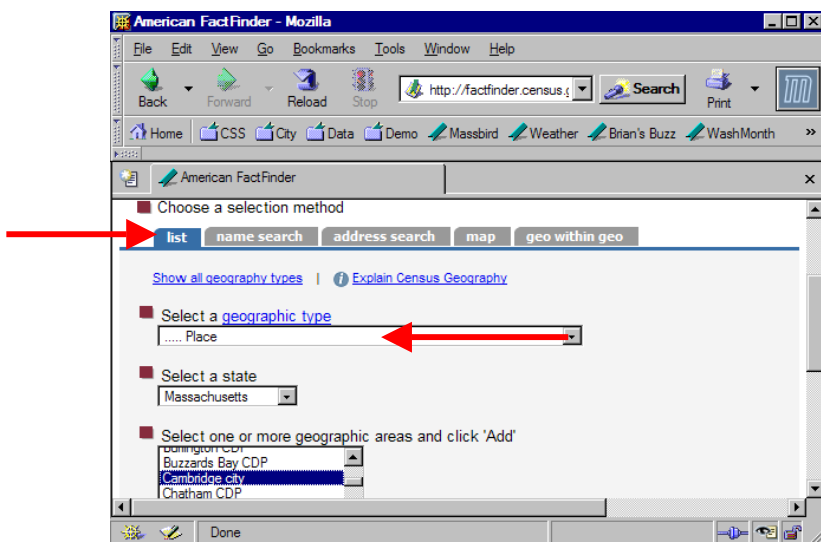 American FactFinder - Mozilla
File Edit View Go Bookmarks Tools Window Help
http://factfinder.census.g Search
Back Forward Reload Stop Print
Home CSS City Data Demo Massbird Weather Brian's Buzz WashMonth »
American FactFinder
Choose a selection method
list name search address search map geo within geo
Show all geography types | Explain Census Geography
Select a geographic type
..... Place
Select a state
Massachusetts
Select one or more geographic areas and click 'Add'
Burlington CDP
Buzzards Bay CDP
Cambridge city
Chatham CDP
Done